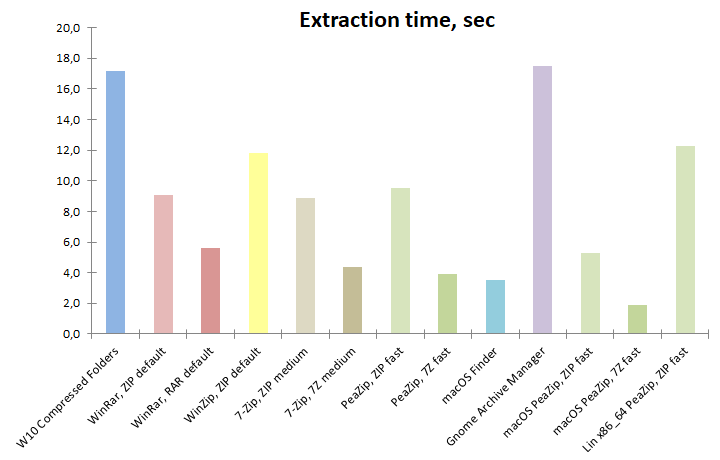 Extraction time, sec
20,0
18,0
16,0
14,0
12,0
10,0
8,0
6,0
4,0
2,0
0,0
W10 Compressed Folders
WinRar, ZIP default
WinRar, RAR default
WinZip, ZIP default
7-Zip, ZIP medium
7-Zip, 7Z medium
PeaZip, ZIP fast
PeaZip, 7Z fast
macOS Finder
Gnome Archive Manager
macOS PeaZip, ZIP fast
macOS PeaZip, 7Z fast
Lin x86_64 PeaZip, ZIP fast